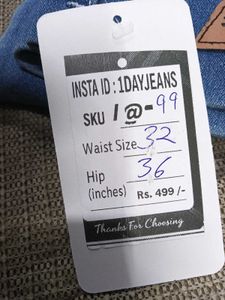 INSTA ID : 1DAYJEANS
SKU / @-99
Waist Size 32
Hip 36
(inches) Rs. 499 /-
Thanks For Choosing